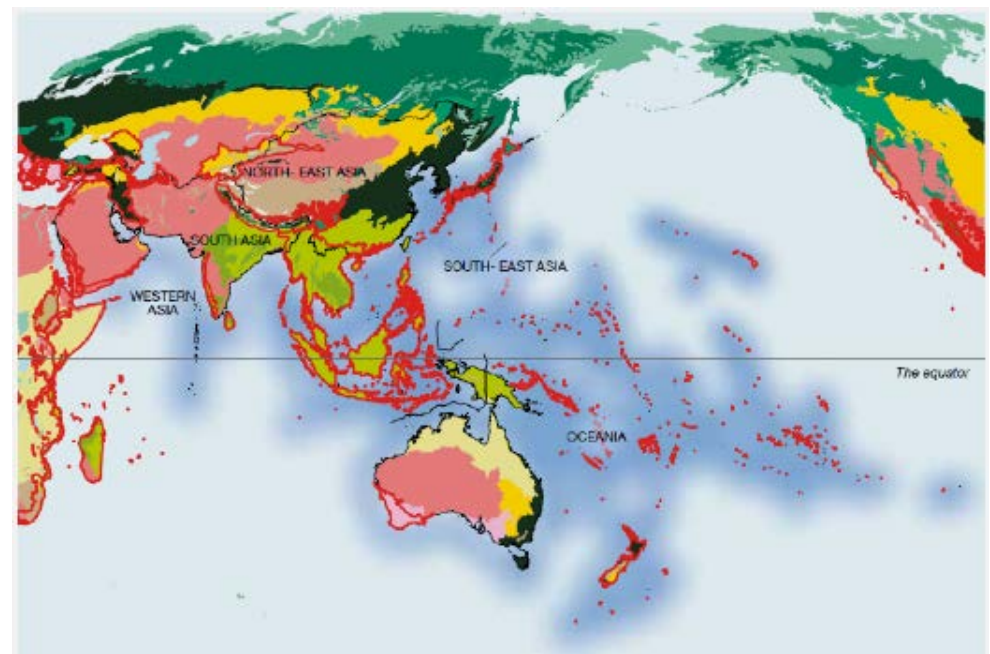 NORTH- EAST ASIA
SOUTH ASIA
SOUTH- EAST ASIA
WESTERN
ASIA
The equator
OCEANIA